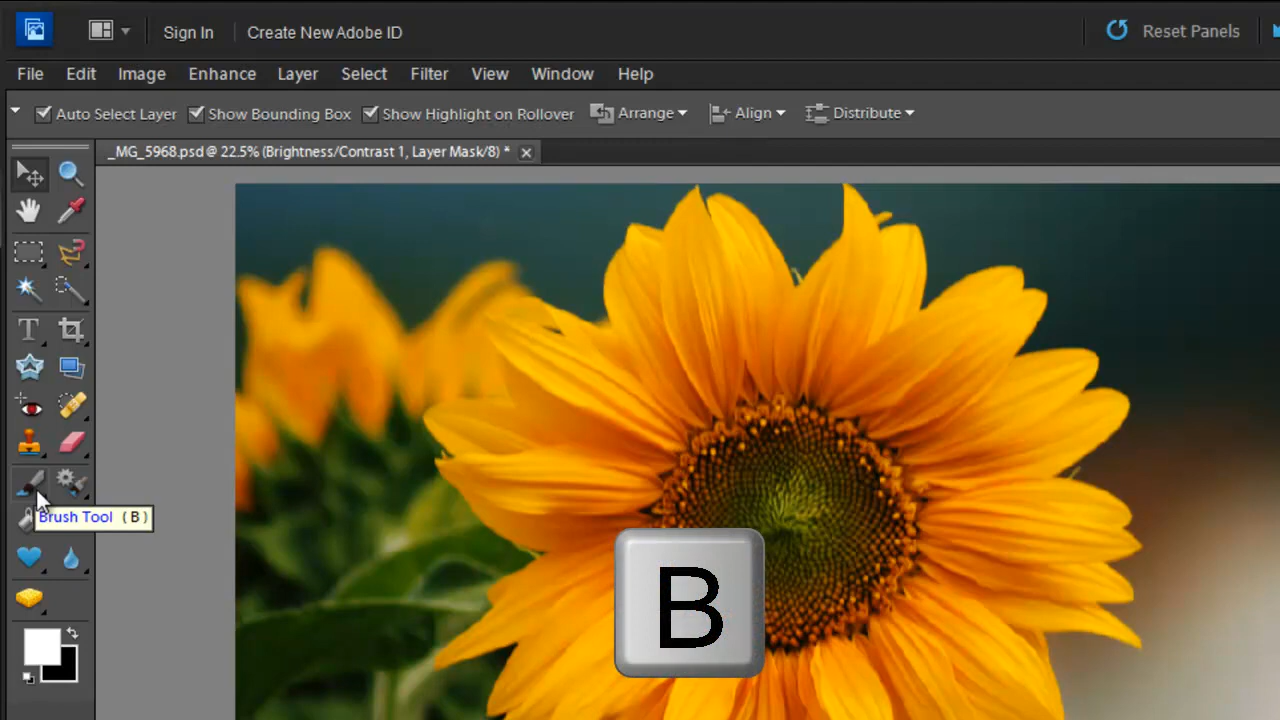 Sign In
Create New Adobe ID
Reset Panels
File Edit Image Enhance Layer Select Filter View Window Help
Auto Select Layer Show Bounding Box Show Highlight on Rollover Arrange Align Distribute
_MG_5968.psd @ 22.5% (Brightness/Contrast 1, Layer Mask/8) *
T
Brush Tool (B)
B